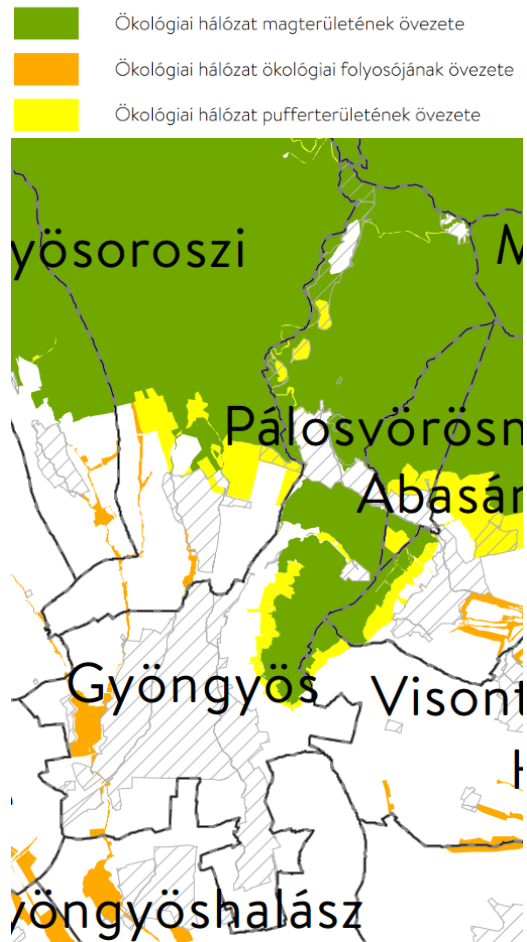 Ökológiai hálózat magterületének övezete
Ökológiai hálózat ökológiai folyosójának övezete
Ökológiai hálózat pufferterületének övezete
yösoroszi
M
Pálosvörösm
Abasár
Gyöngyös
Visont
H
yöngyöshalász